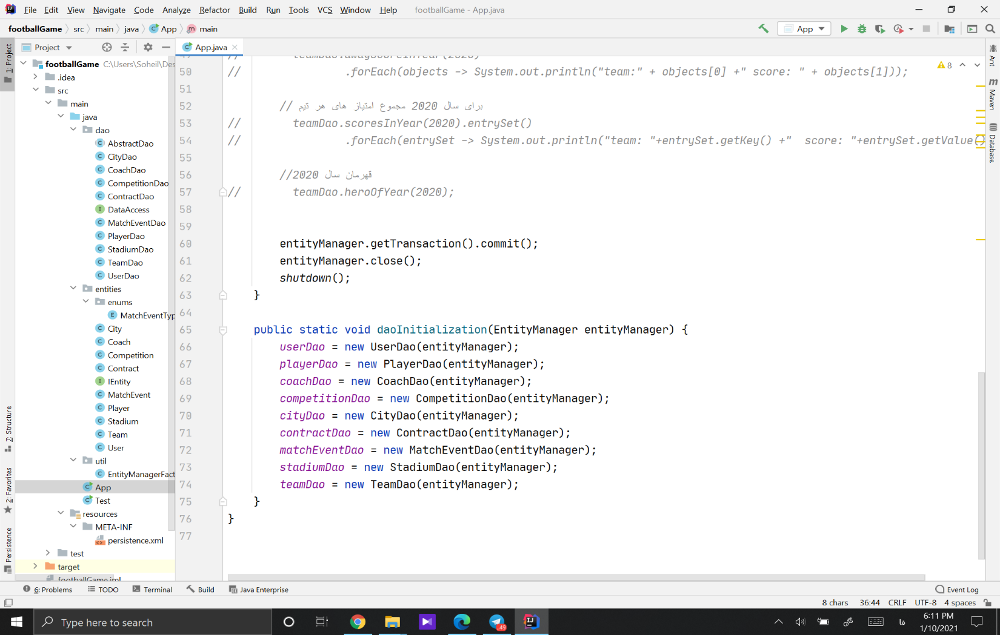 File Edit View Navigate Code Analyze Refactor Build Run Tools VCS Window Help footballGame - App.java
footballGame src main java App main
App
Project
App.java
1: Project
7: Structure
2: Favorites
Persistence
footballGame C:\Users\Soheil\Des
.idea
src
main
java
dao
AbstractDao
CityDao
CoachDao
CompetitionDao
ContractDao
DataAccess
MatchEventDao
PlayerDao
StadiumDao
TeamDao
UserDao
entities
enums
MatchEventTyp
City
Coach
Competition
Contract
IEntity
MatchEvent
Player
Stadium
Team
User
util
EntityManagerFact
App
Test
resources
META-INF
persistence.xml
test
target
footballGame.iml
8
// teamDao.awayScoreInYear(2020)
50 // .forEach(objects -> System.out.println("team:" + objects[0] +" score: " + objects[1]));
51
52 // برای سال 2020 مجموع امتیاز های هر تیم
53 // teamDao.scoresInYear(2020).entrySet()
54 // .forEach(entrySet -> System.out.println("team: "+entrySet.getKey() +"  score: "+entrySet.getValue()
55
56 //2020 قهرمان سال
57 // teamDao.heroOfYear(2020);
58
59
60 entityManager.getTransaction().commit();
61 entityManager.close();
62 shutdown();
63 }
64
65 public static void daoInitialization(EntityManager entityManager) {
66 userDao = new UserDao(entityManager);
67 playerDao = new PlayerDao(entityManager);
68 coachDao = new CoachDao(entityManager);
69 competitionDao = new CompetitionDao(entityManager);
70 cityDao = new CityDao(entityManager);
71 contractDao = new ContractDao(entityManager);
72 matchEventDao = new MatchEventDao(entityManager);
73 stadiumDao = new StadiumDao(entityManager);
74 teamDao = new TeamDao(entityManager);
75 }
76 }
77
Ant
Maven
Database
6: Problems TODO Terminal Build Java Enterprise Event Log
8 chars 36:44 CRLF UTF-8 4 spaces
Type here to search
49
فا
6:11 PM
1/10/2021